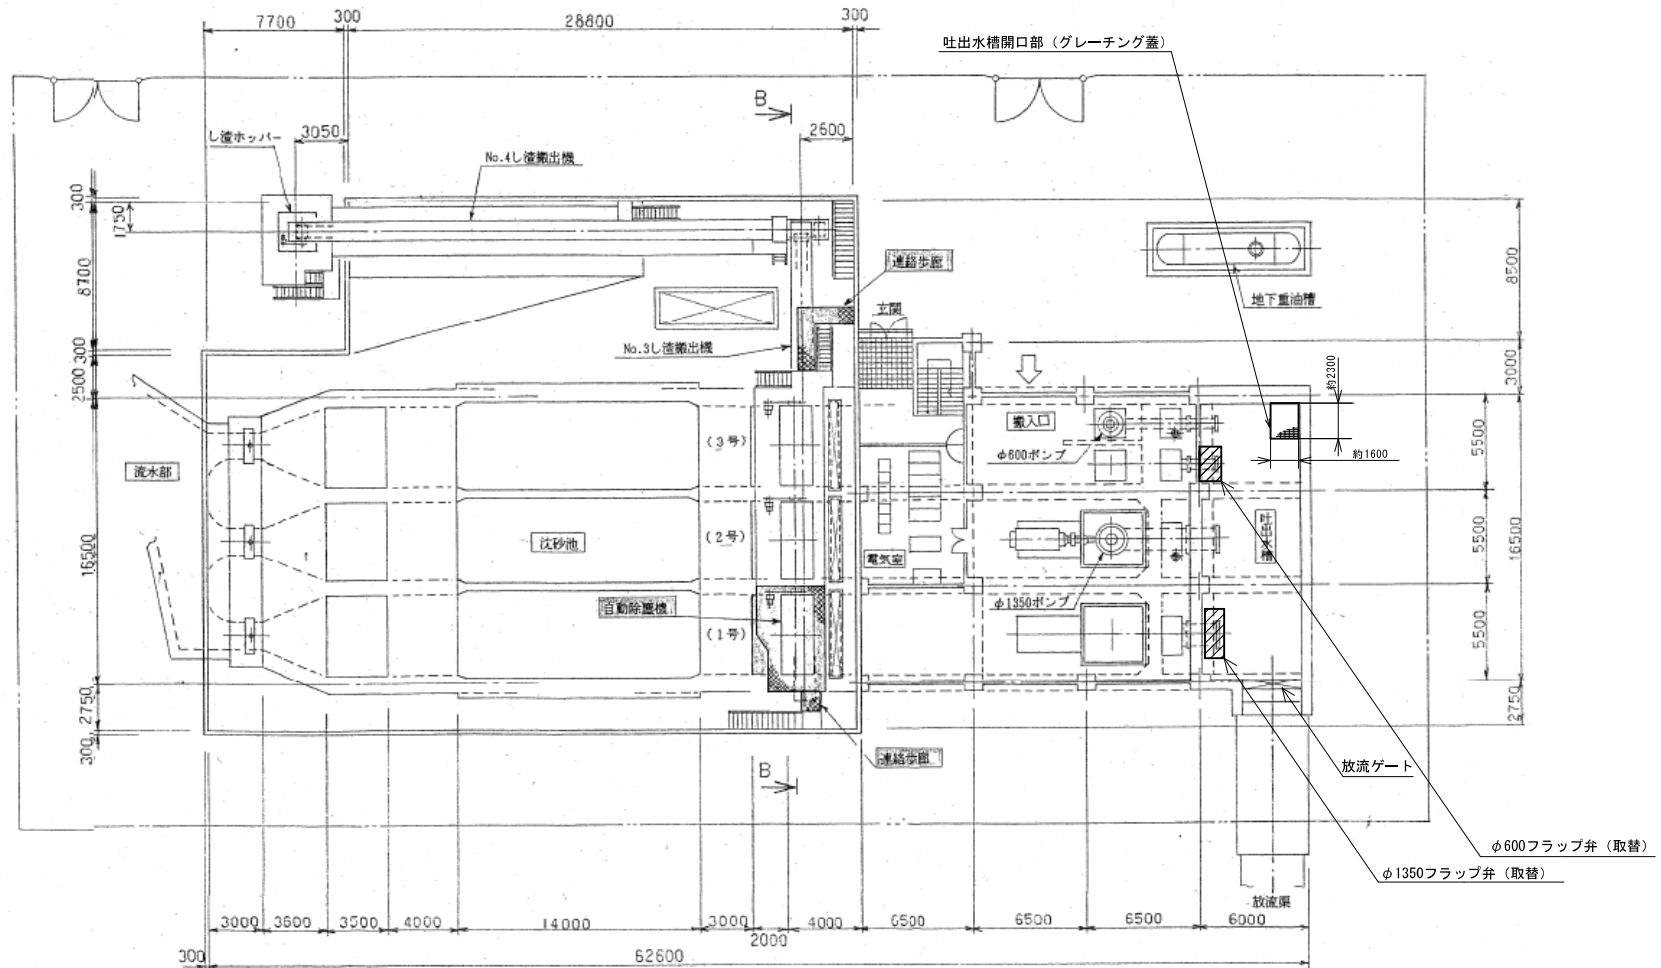 7700
300
28800
300
吐出水槽開口部（グレーチング蓋）
B
し渣ホッパー
3050
No.4し渣搬出機
2600
300
1750
8700
300
2500
16500
2750
300
連絡歩廊
玄関
No.3し渣搬出機
地下重油槽
8500
3000
約2300
約1600
搬入口
φ600ポンプ
(3号)
流水部
沈砂池
(2号)
電気室
吐出水槽
φ1350ポンプ
自動除塵機
(1号)
5500
5500
5500
16500
2750
連絡歩廊
B
放流ゲート
φ600フラップ弁（取替）
φ1350フラップ弁（取替）
放流渠
3000
3600
3500
4000
14000
3000
2000
4000
6500
6500
6500
6000
300
62600